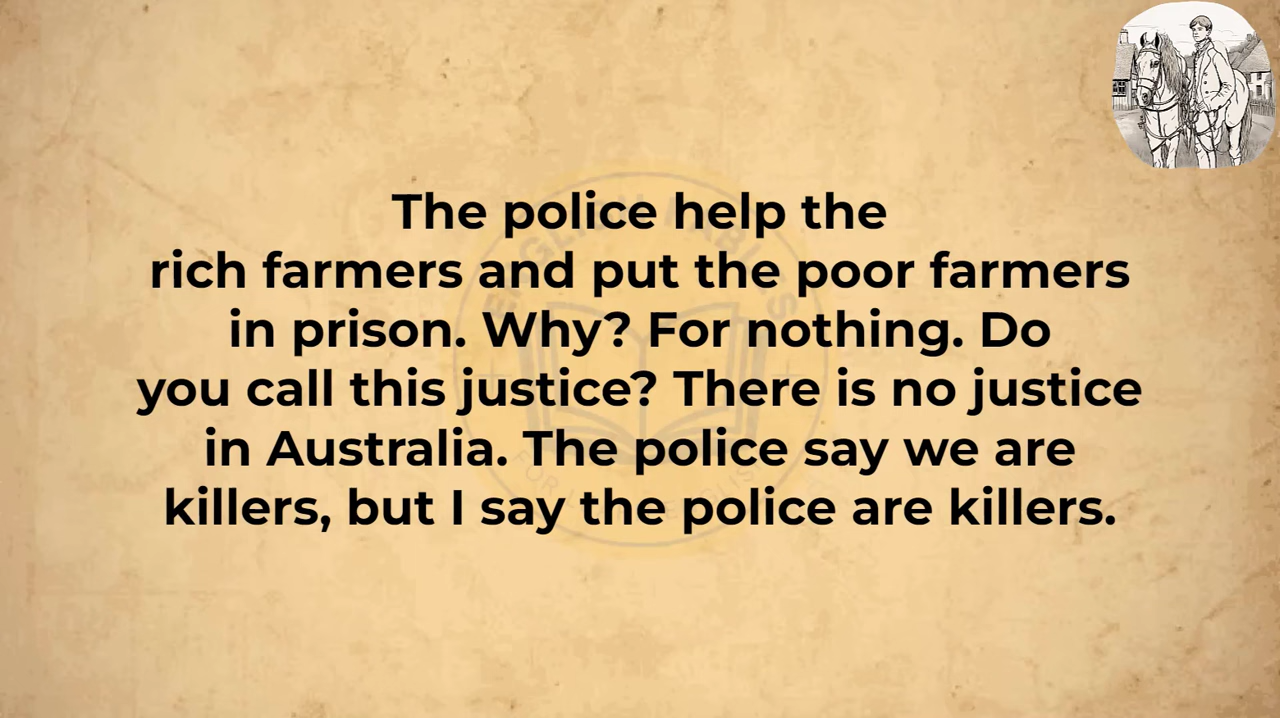 The police help the
rich farmers and put the poor farmers
in prison. Why? For nothing. Do
you call this justice? There is no justice
in Australia. The police say we are
killers, but I say the police are killers.